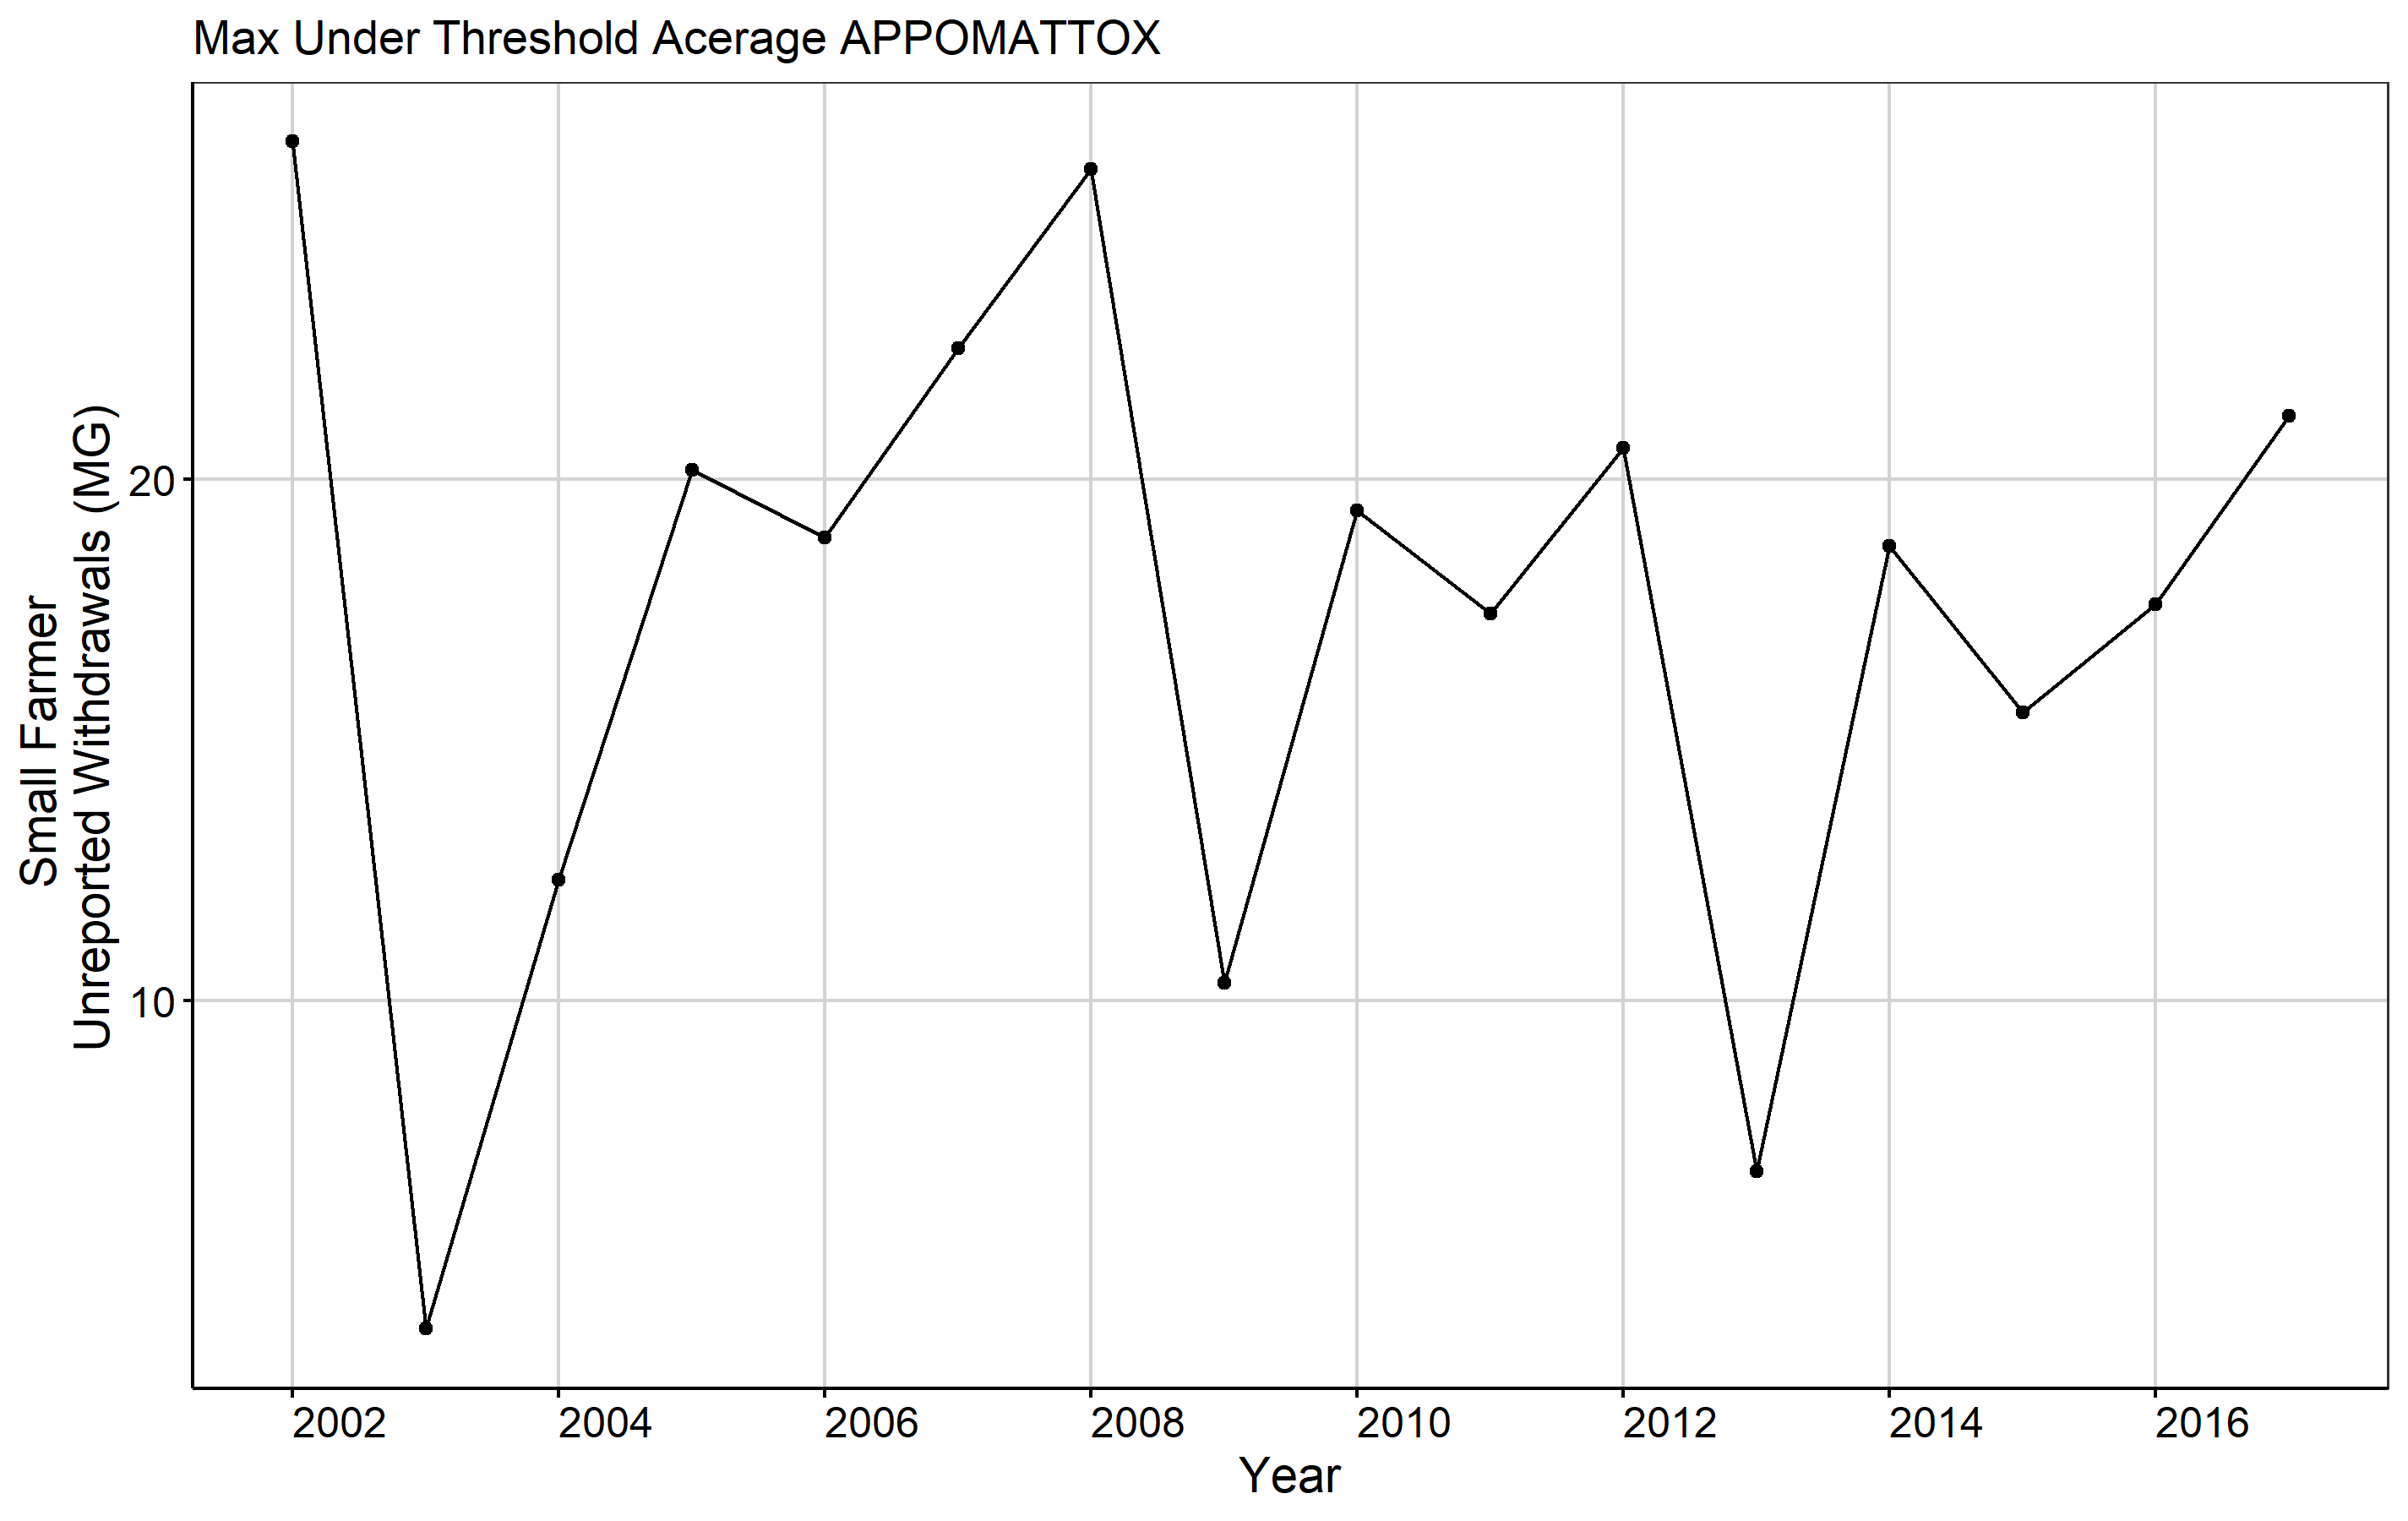 Max Under Threshold Acerage APPOMATTOX
Small Farmer
Unreported Withdrawals (MG)
20
10
2002
2004
2006
2008
2010
2012
2014
2016
Year